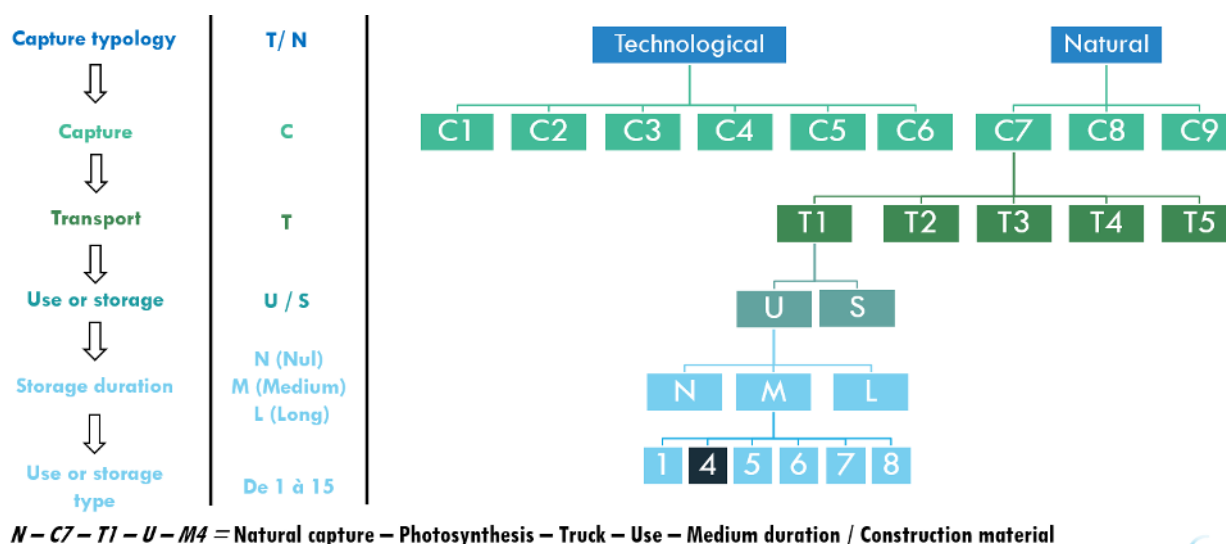 Capture typology
T/ N
Technological
Natural
Capture
C
C1 C2 C3 C4 C5 C6 C7 C8 C9
Transport
T
T1 T2 T3 T4 T5
Use or storage
U / S
U S
Storage duration
N (Nul)
M (Medium)
L (Long)
N M L
Use or storage
type
De 1 à 15
1 4 5 6 7 8
N – C7 – T1 – U – M4 = Natural capture – Photosynthesis – Truck – Use – Medium duration / Construction material